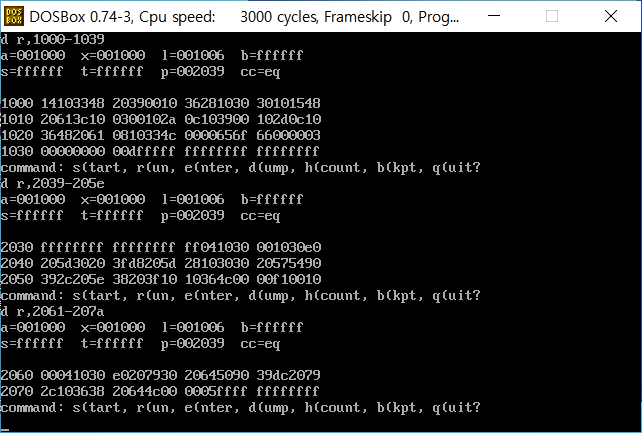 DOSBox 0.74-3, Cpu speed: 3000 cycles, Frameskip 0, Prog...
d r,1000-1039
a=001000 x=001000 l=001006 b=ffffff
s=ffffff t=ffffff p=002039 cc=eq
1000 14103348 20390010 36281030 30101548
1010 20613c10 0300102a 0c103900 102d0c10
1020 36482061 0810334c 0000656f 66000003
1030 00000000 00dfffff ffffffff ffffffff
command: s(tart, r(un, e(nter, d(ump, h(count, b(kpt, q(uit?
d r,2039-205e
a=001000 x=001000 l=001006 b=ffffff
s=ffffff t=ffffff p=002039 cc=eq
2030 ffffffff ffffffff ff041030 001030e0
2040 205d3020 3fd8205d 28103030 20575490
2050 392c205e 38203f10 10364c00 00f10010
command: s(tart, r(un, e(nter, d(ump, h(count, b(kpt, q(uit?
d r,2061-207a
a=001000 x=001000 l=001006 b=ffffff
s=ffffff t=ffffff p=002039 cc=eq
2060 00041030 e0207930 20645090 39dc2079
2070 2c103638 20644c00 0005ffff ffffffff
command: s(tart, r(un, e(nter, d(ump, h(count, b(kpt, q(uit?